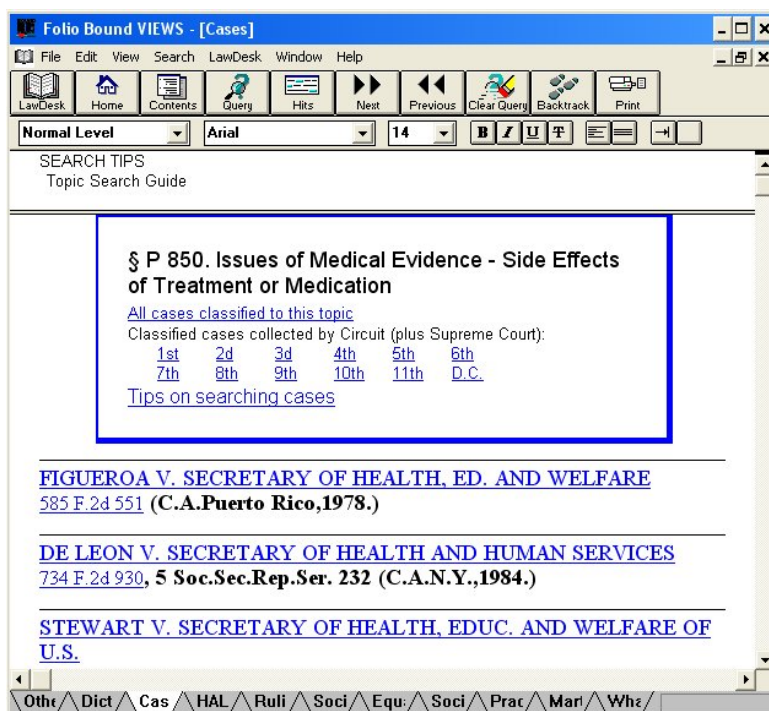 Folio Bound VIEWS - [Cases]
File Edit View Search LawDesk Window Help
LawDesk Home Contents Query Hits Next Previous Clear Query Backtrack Print
Normal Level Arial 14 B I U T
SEARCH TIPS
Topic Search Guide
§ P 850. Issues of Medical Evidence - Side Effects
of Treatment or Medication
All cases classified to this topic
Classified cases collected by Circuit (plus Supreme Court):
1st 2d 3d 4th 5th 6th
7th 8th 9th 10th 11th D.C.
Tips on searching cases
FIGUEROA V. SECRETARY OF HEALTH, ED. AND WELFARE
585 F.2d 551 (C.A.Puerto Rico,1978.)
DE LEON V. SECRETARY OF HEALTH AND HUMAN SERVICES
734 F.2d 930, 5 Soc.Sec.Rep.Ser. 232 (C.A.N.Y.,1984.)
STEWART V. SECRETARY OF HEALTH, EDUC. AND WELFARE OF
U.S.
Othe Dict Cas HAL Ruli Soci Equ Soci Prac Mart Wha